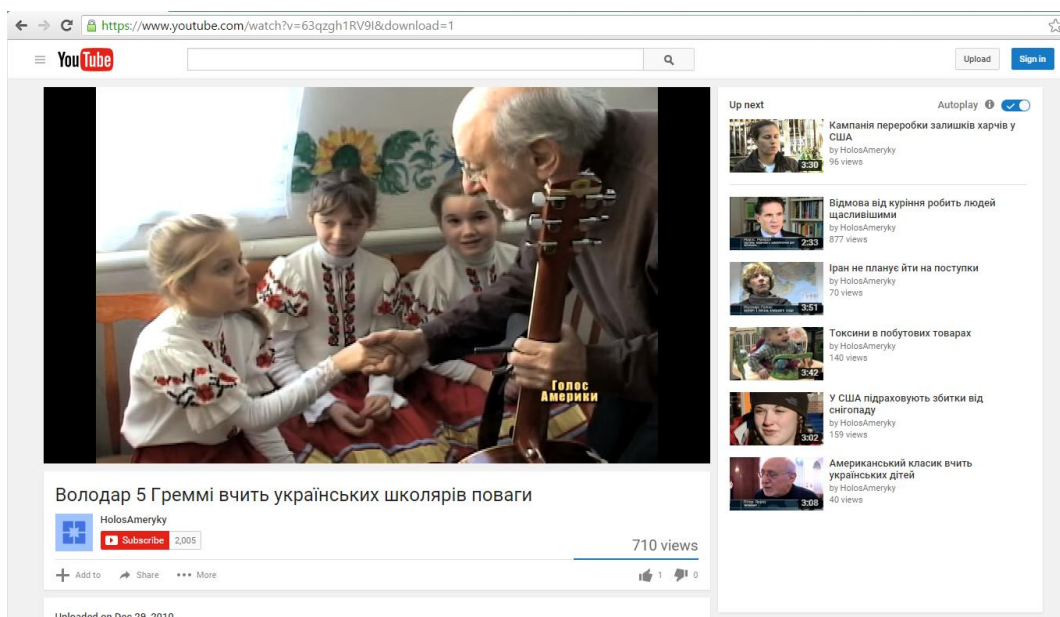 https://www.youtube.com/watch?v=63qzgh1RV9I&download=1
YouTube
Upload
Sign in
Голос
Америки
Володар 5 Греммі вчить українських школярів поваги
HolosAmeryky
Subscribe 2,005
710 views
Add to Share More
1 0
Uploaded on Dec 29, 2010
Up next
Autoplay
Кампанія переробки залишків харчів у
США
by HolosAmeryky
96 views
3:30
Відмова від куріння робить людей
щасливішими
by HolosAmeryky
877 views
2:33
Іран не планує йти на поступки
by HolosAmeryky
70 views
3:51
Токсини в побутових товарах
by HolosAmeryky
140 views
3:42
У США підраховують збитки від
снігопаду
by HolosAmeryky
159 views
3:02
Американський класик вчить
українських дітей
by HolosAmeryky
40 views
3:08